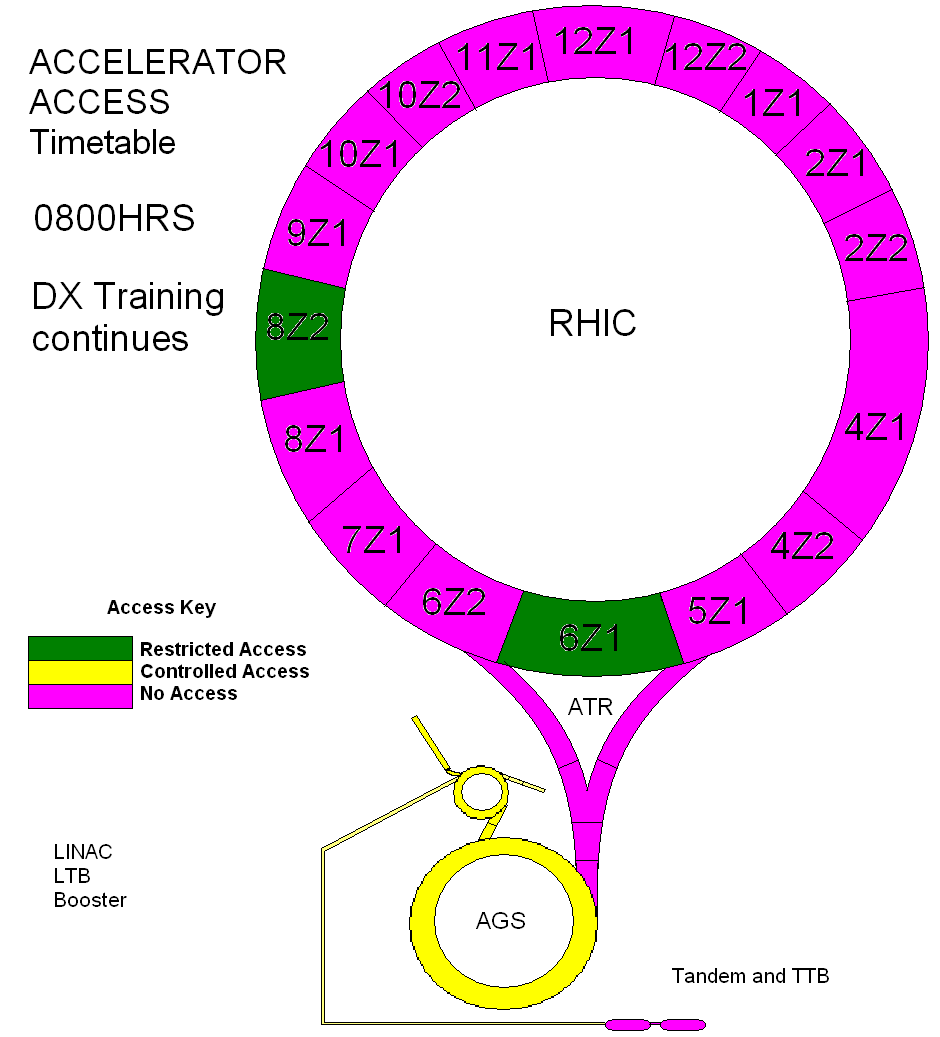 ACCELERATOR
ACCESS
Timetable
0800HRS
DX Training
continues
12Z1
12Z2
1Z1
2Z1
2Z2
4Z1
4Z2
5Z1
6Z1
6Z2
7Z1
8Z1
8Z2
9Z1
10Z1
10Z2
11Z1
RHIC
Access Key
Restricted Access
Controlled Access
No Access
ATR
LINAC
LTB
Booster
AGS
Tandem and TTB